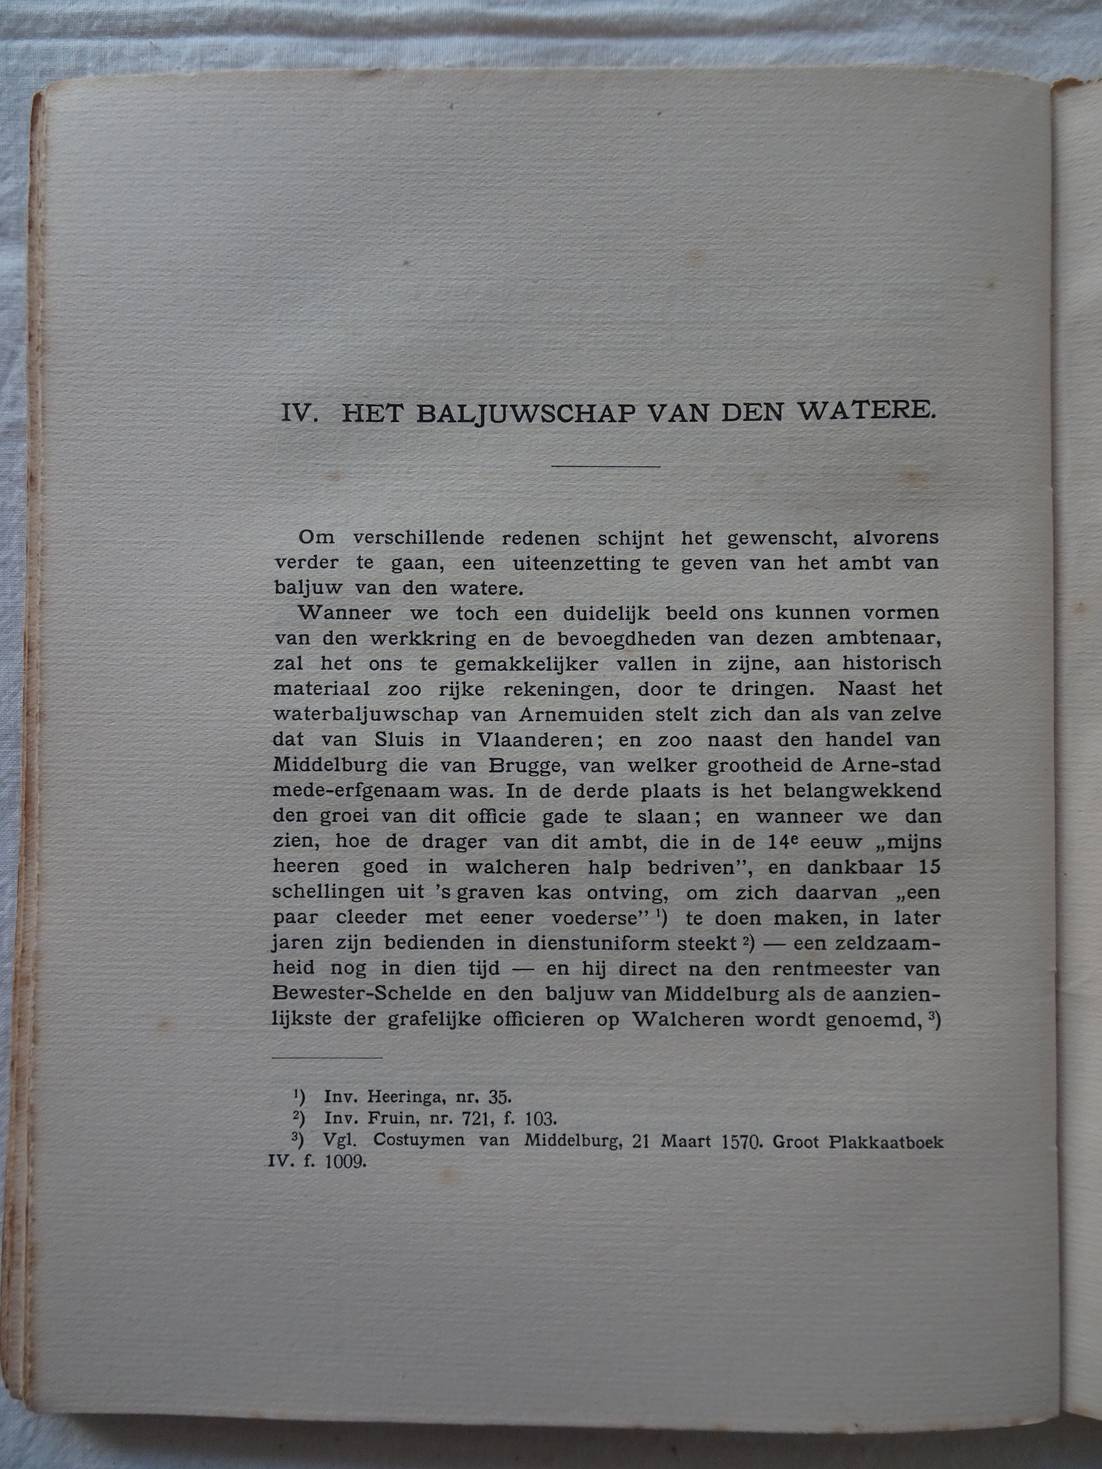 IV. HET BALJUWSCHAP VAN DEN WATERE.
Om verschillende redenen schijnt het gewenscht, alvorens
verder te gaan, een uiteenzetting te geven van het ambt van
baljuw van den watere.
Wanneer we toch een duidelijk beeld ons kunnen vormen
van den werkkring en de bevoegdheden van dezen ambtenaar,
zal het ons te gemakkelijker vallen in zijne, aan historisch
materiaal zoo rijke rekeningen, door te dringen. Naast het
waterbaljuwschap van Arnemuiden stelt zich dan als van zelve
dat van Sluis in Vlaanderen; en zoo naast den handel van
Middelburg die van Brugge, van welker grootheid de Arne-stad
mede-erfgenaam was. In de derde plaats is het belangwekkend
den groei van dit officie gade te slaan; en wanneer we dan
zien, hoe de drager van dit ambt, die in de 14e eeuw „mijns
heeren goed in walcheren halp bedriven”, en dankbaar 15
schellingen uit 's graven kas ontving, om zich daarvan „een
paar cleeder met eener voederse” ¹) te doen maken, in later
jaren zijn bedienden in dienstuniform steekt ²) — een zeldzaam-
heid nog in dien tijd — en hij direct na den rentmeester van
Bewester-Schelde en den baljuw van Middelburg als de aanzien-
lijkste der grafelijke officieren op Walcheren wordt genoemd, ³)
¹) Inv. Heeringa, nr. 35.
²) Inv. Fruin, nr. 721, f. 103.
³) Vgl. Costuymen van Middelburg, 21 Maart 1570. Groot Plakkaatboek
IV. f. 1009.